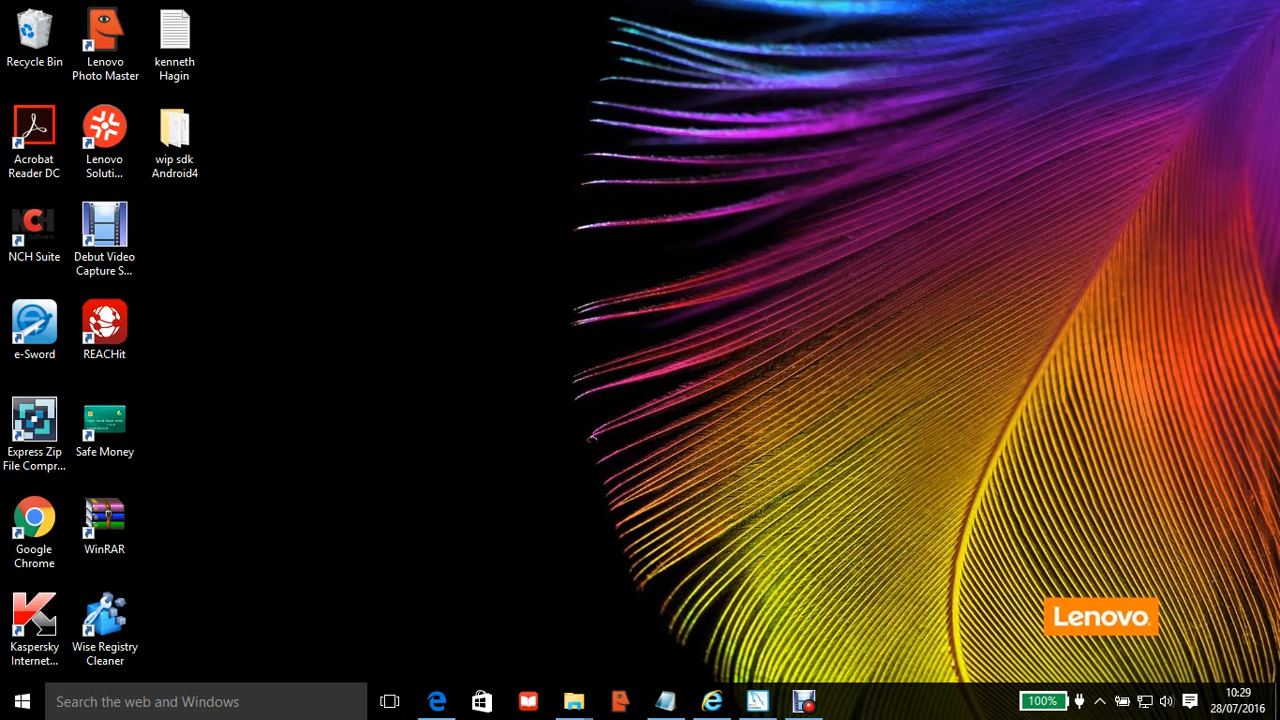 Recycle Bin
Lenovo
Photo Master
kenneth
Hagin
Acrobat
Reader DC
Lenovo
Soluti...
wip sdk
Android4
NCH
NCH Suite
Debut Video
Capture S...
e-Sword
REACHit
Express Zip
File Compr...
Safe Money
Google
Chrome
WinRAR
Kaspersky
Internet...
Wise Registry
Cleaner
Lenovo
Search the web and Windows
100%
10:29
28/07/2016